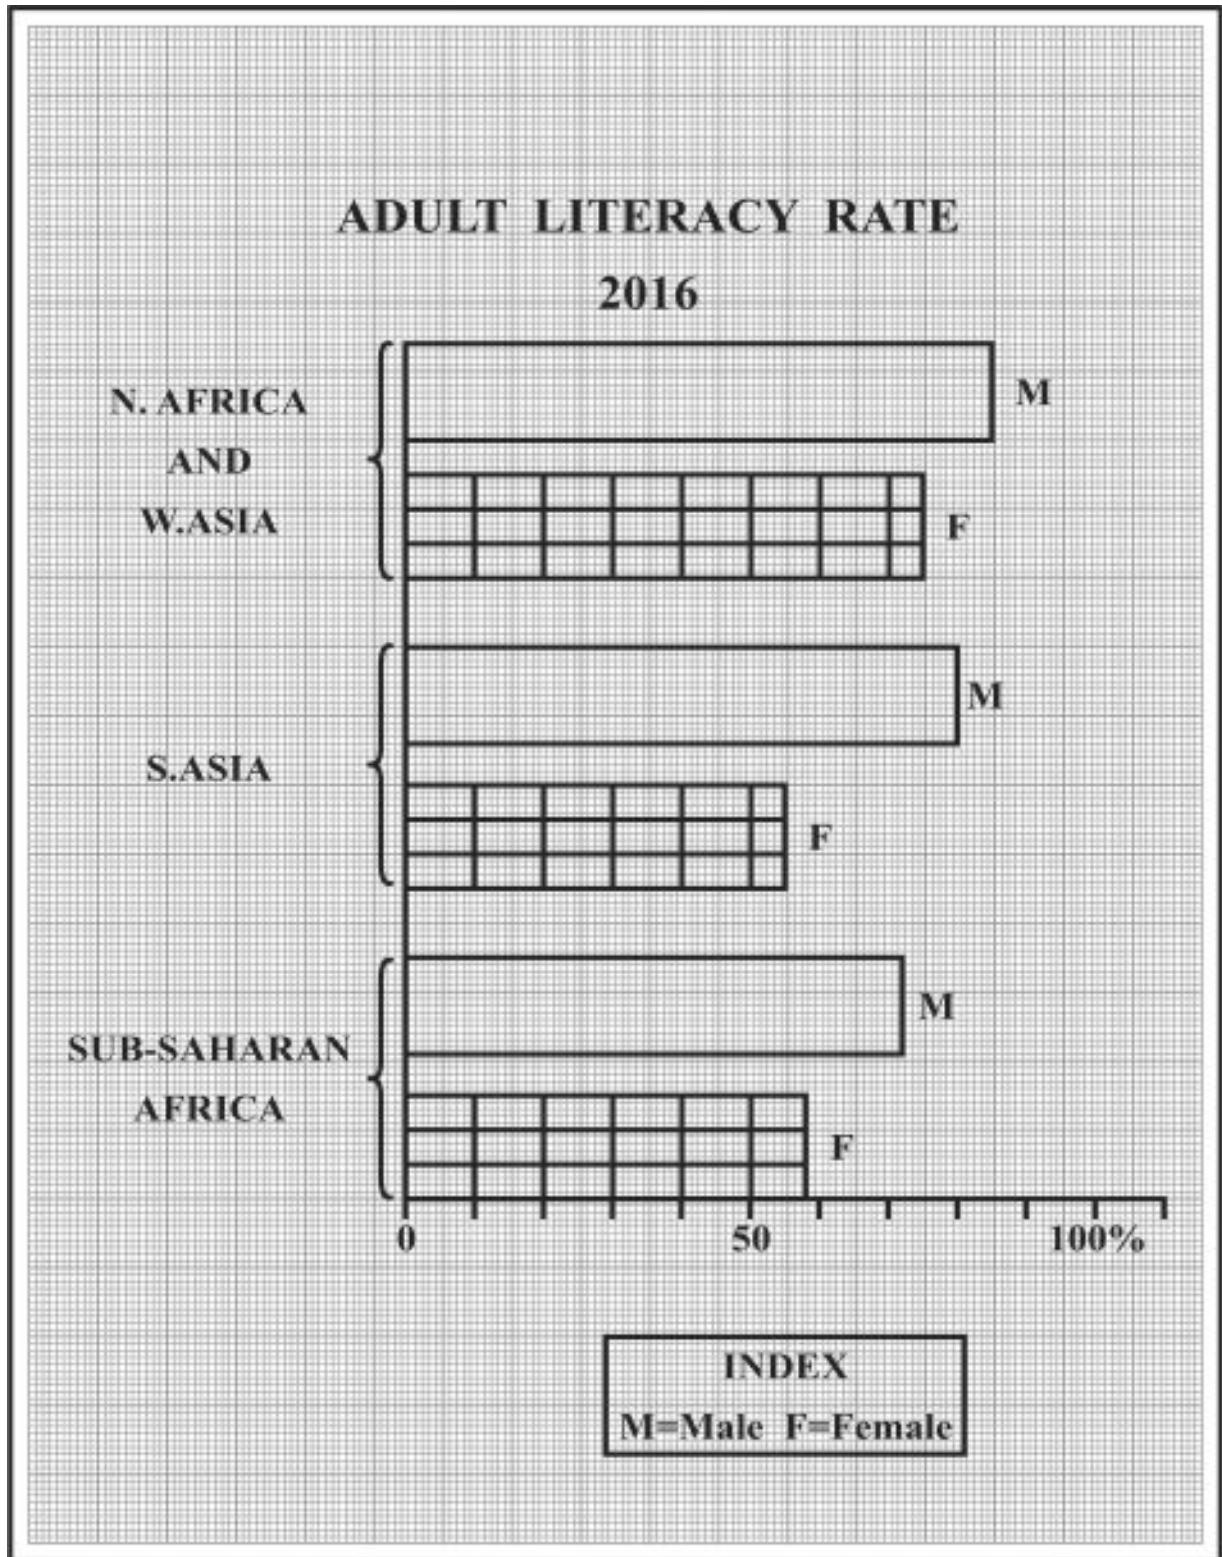 ADULT LITERACY RATE
2016
N. AFRICA
AND
W.ASIA
M
F
S.ASIA
M
F
SUB-SAHARAN
AFRICA
M
F
0 50 100%
INDEX
M=Male F=Female